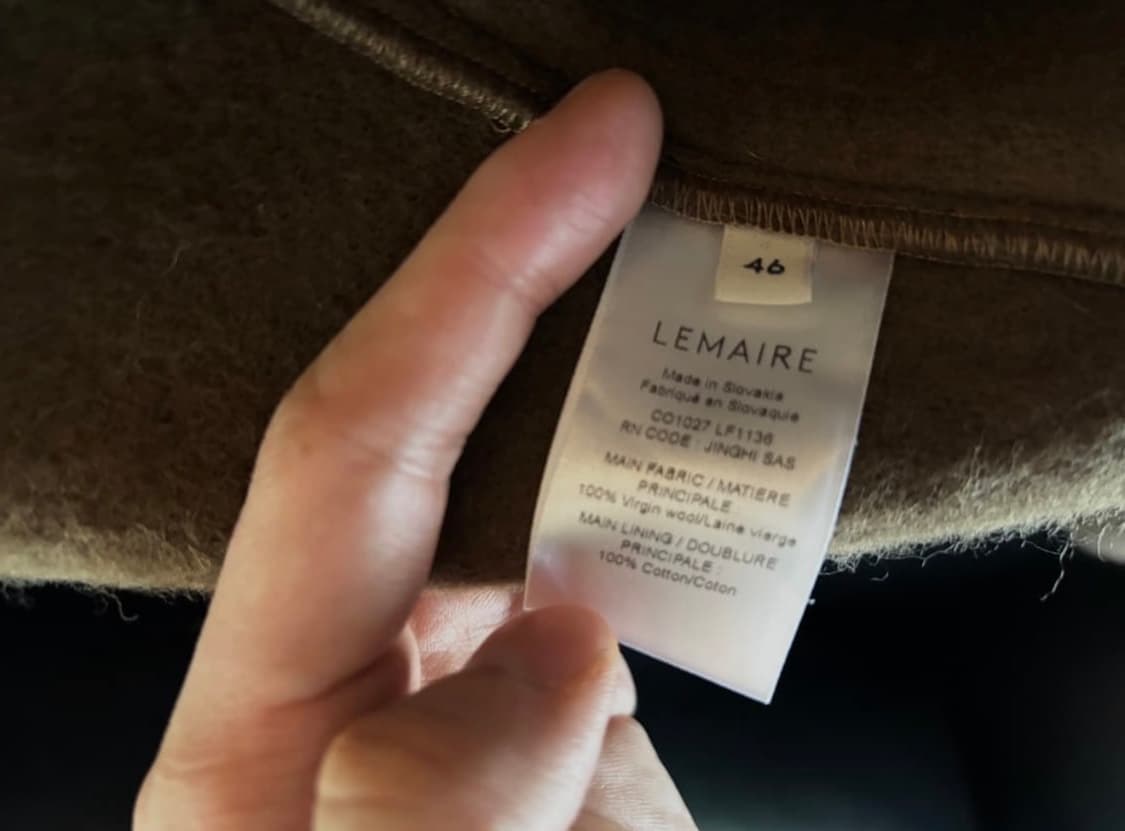 46
LEMAIRE
Made in Slovakia
Fabriqué en Slovaquie
CO1027 LF1136
RN CODE : JINGHI SAS
MAIN FABRIC / MATIERE
PRINCIPALE :
100% Virgin wool/Laine vierge
MAIN LINING / DOUBLURE
PRINCIPALE :
100% Cotton/Coton